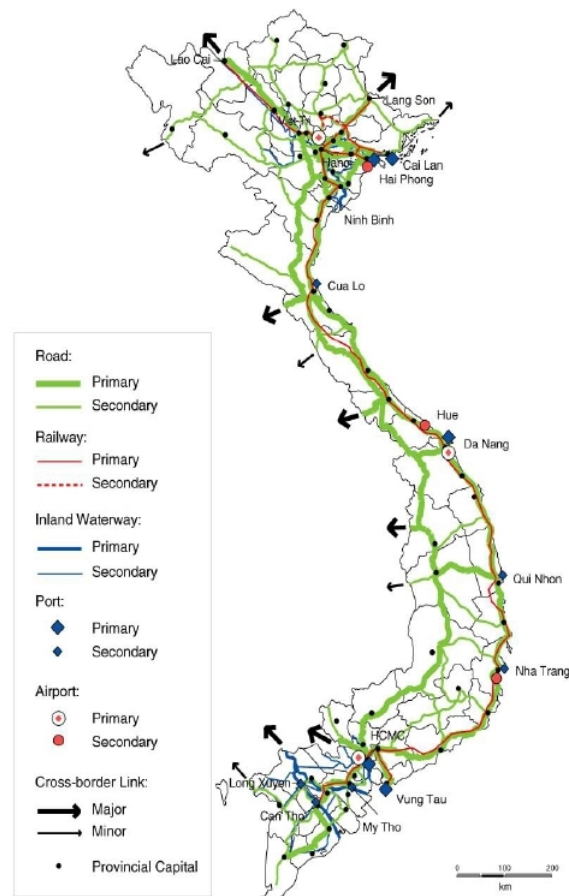 Lao Cai
Lang Son
Viet Tri
Hanoi
Cai Lan
Hai Phong
Ninh Binh
Cua Lo
Road:
Primary
Secondary
Railway:
Primary
Secondary
Inland Waterway:
Primary
Secondary
Port:
Primary
Secondary
Airport:
Primary
Secondary
Cross-border Link:
Major
Minor
Provincial Capital
Hue
Da Nang
Qui Nhon
Nha Trang
HCMC
Long Xuyen
Vung Tau
Can Tho
My Tho
0 100 200
km